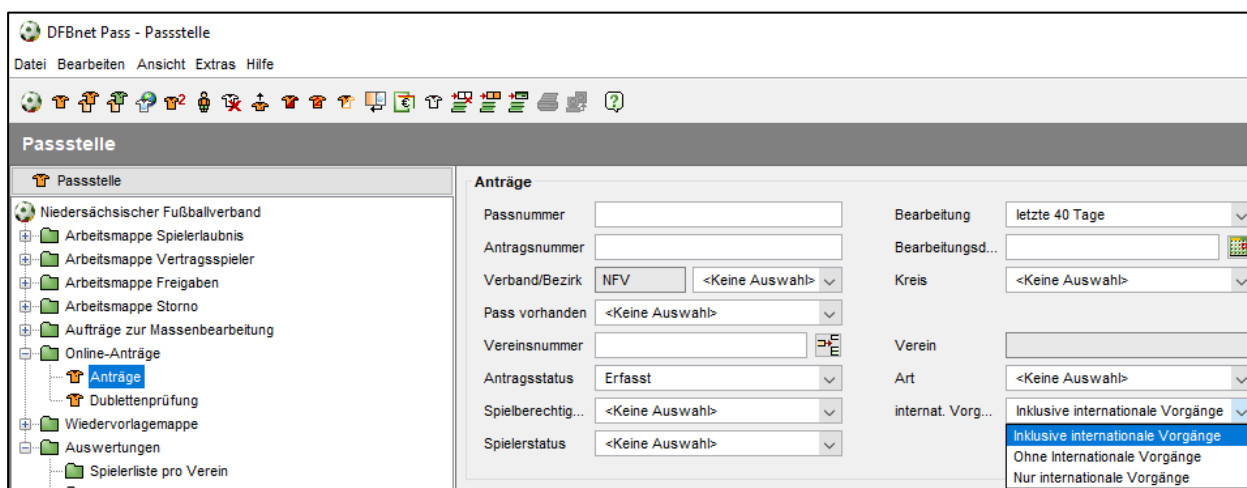 DFBnet Pass - Passstelle
Datei Bearbeiten Ansicht Extras Hilfe
Passstelle
Passstelle
Niedersächsischer Fußballverband
Arbeitsmappe Spielerlaubnis
Arbeitsmappe Vertragsspieler
Arbeitsmappe Freigaben
Arbeitsmappe Storno
Aufträge zur Massenbearbeitung
Online-Anträge
Anträge
Dublettenprüfung
Wiedervorlagemappe
Auswertungen
Spielerliste pro Verein
Anträge
Passnummer Bearbeitung letzte 40 Tage
Antragsnummer Bearbeitungsd...
Verband/Bezirk NFV <Keine Auswahl> Kreis <Keine Auswahl>
Pass vorhanden <Keine Auswahl>
Vereinsnummer Verein
Antragsstatus Erfasst Art <Keine Auswahl>
Spielberechtig... <Keine Auswahl> internat. Vorg... Inklusive internationale Vorgänge
Spielerstatus <Keine Auswahl> Inklusive internationale Vorgänge
Ohne Internationale Vorgänge
Nur internationale Vorgänge